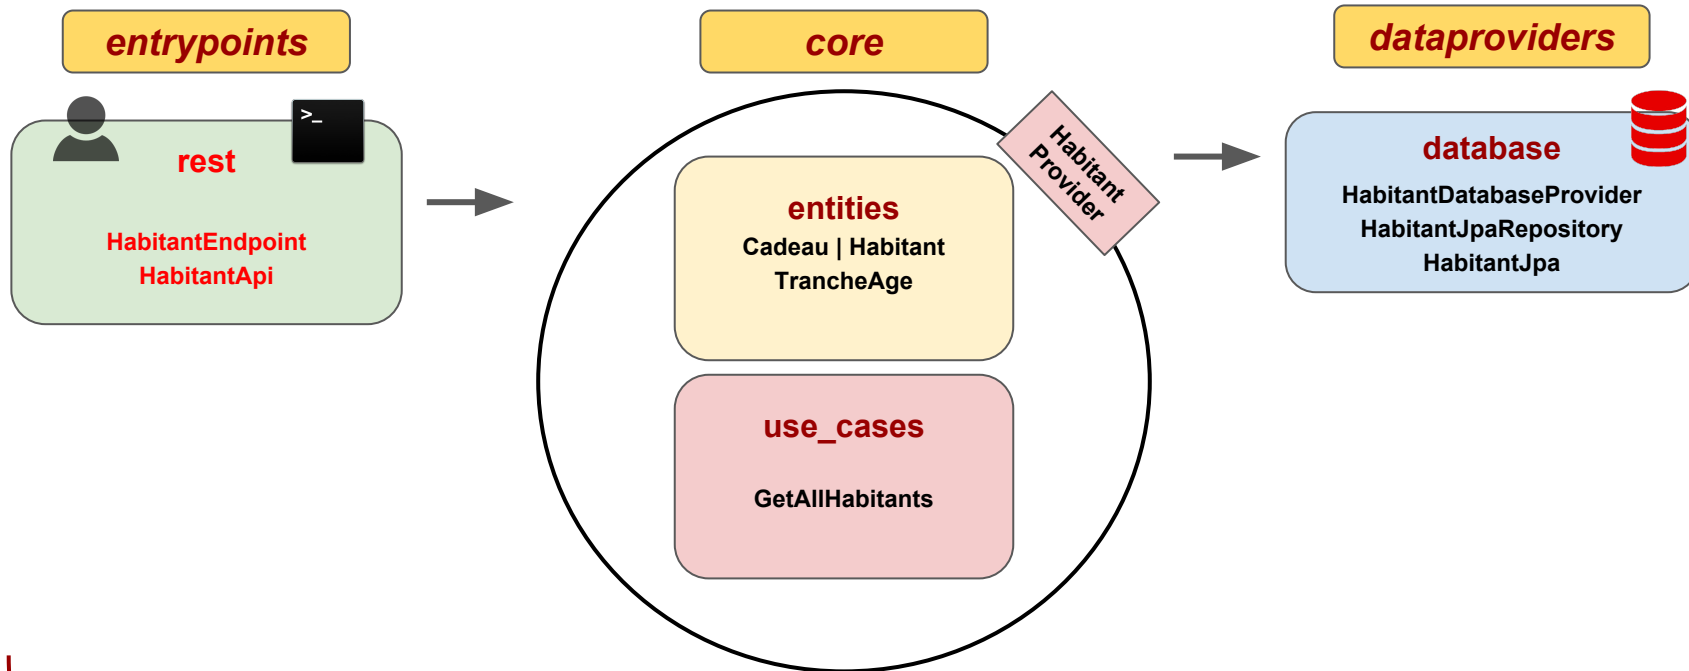 entrypoints
core
dataproviders
>_
rest
HabitantEndpoint
HabitantApi
Habitant
Provider
entities
Cadeau | Habitant
TrancheAge
use_cases
GetAllHabitants
database
HabitantDatabaseProvider
HabitantJpaRepository
HabitantJpa